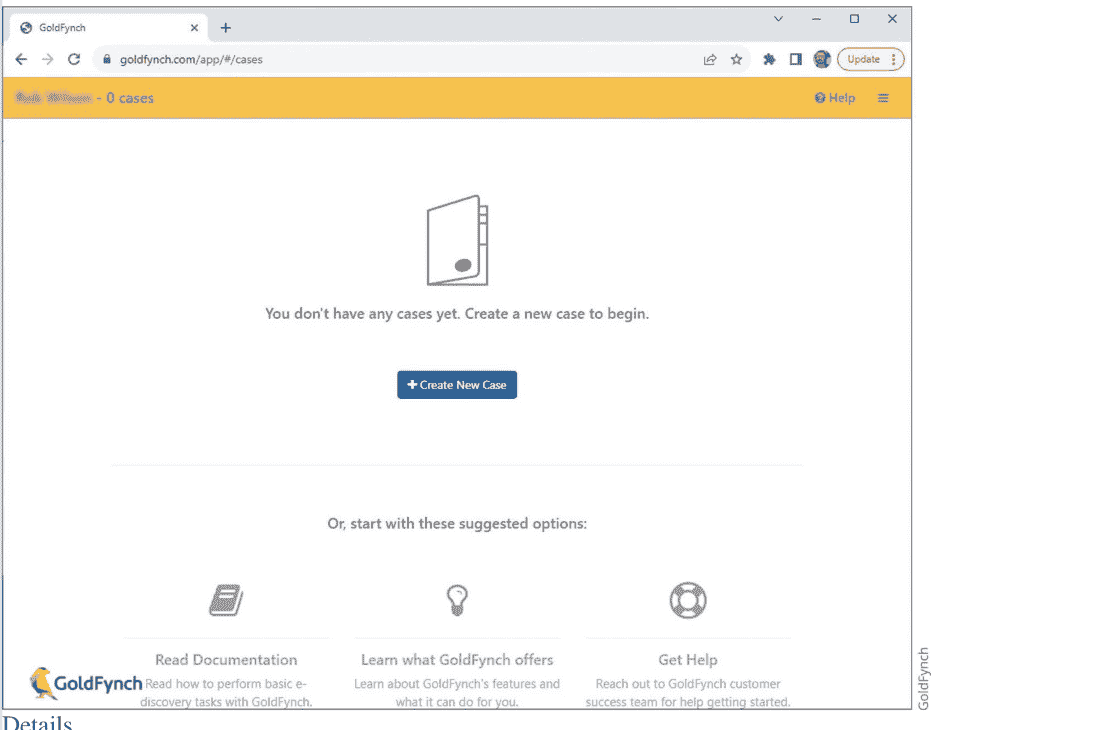 GoldFynch
goldfynch.com/app/#/cases
Update
- 0 cases
Help
You don't have any cases yet. Create a new case to begin.
Create New Case
Or, start with these suggested options:
Read Documentation
Read how to perform basic e-
discovery tasks with GoldFynch.
Learn what GoldFynch offers
Learn about GoldFynch's features and
what it can do for you.
Get Help
Reach out to GoldFynch customer
success team for help getting started.
GoldFynch
GoldFynch
Details